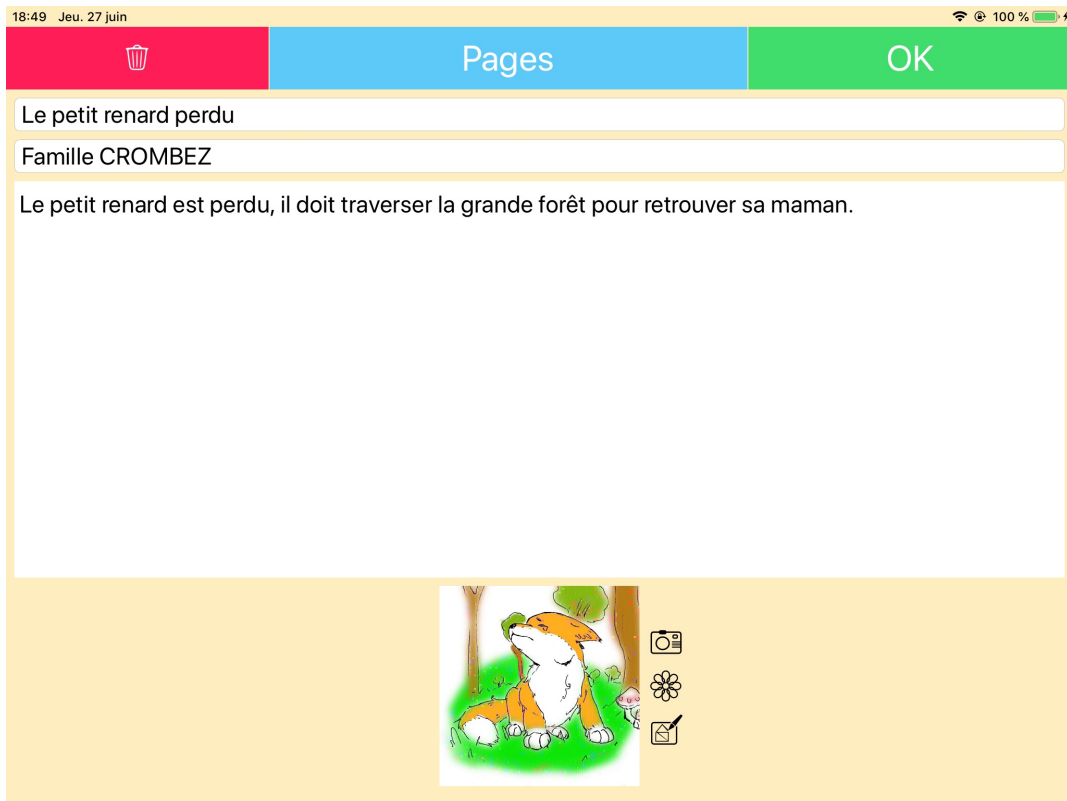 18:49 Jeu. 27 juin 100 %
Pages
OK
Le petit renard perdu
Famille CROMBEZ
Le petit renard est perdu, il doit traverser la grande forêt pour retrouver sa maman.